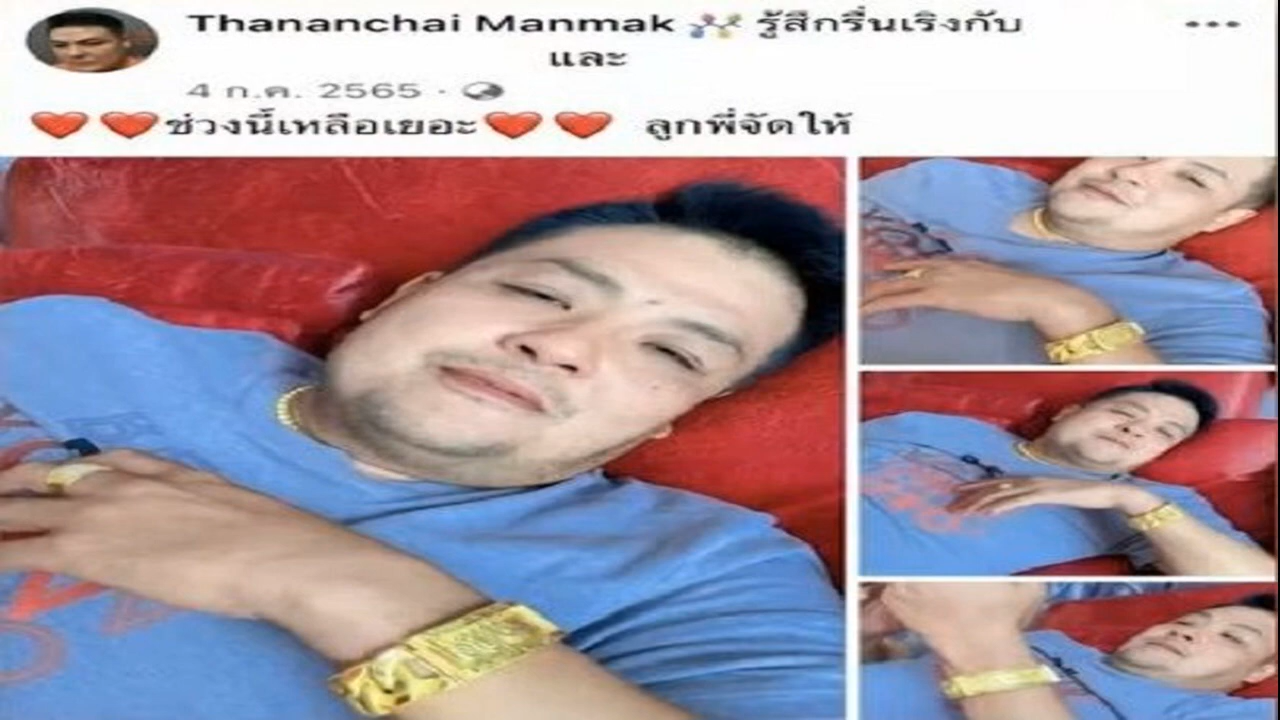 Thananchai Manmak รู้สึกรื่นเริงกับ
และ
4 ก.ค. 2565 ·
❤️❤️ช่วงนี้เหลือเยอะ❤️❤️ ลูกพี่จัดให้